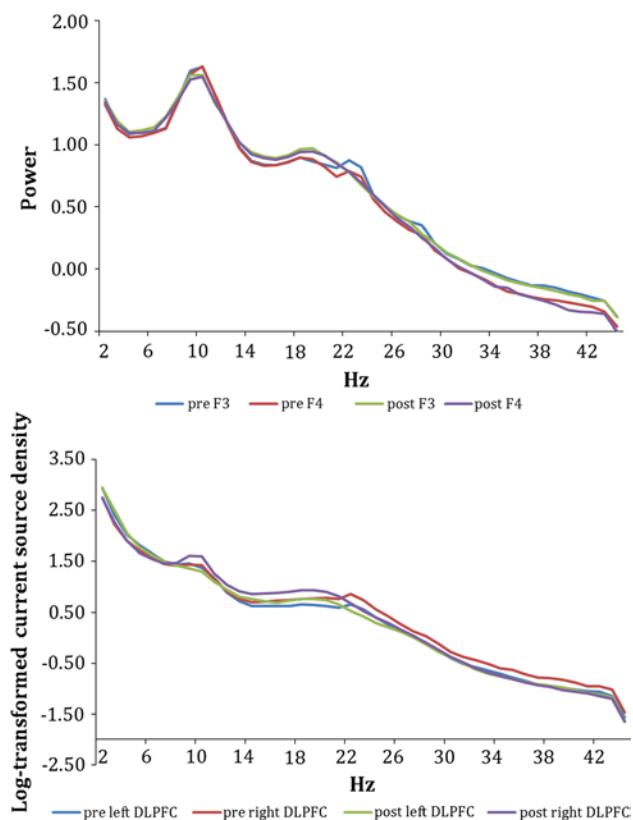 2.00
1.50
1.00
0.50
0.00
-0.50
Power
2 6 10 14 18 22 26 30 34 38 42
Hz
pre F3 pre F4 post F3 post F4
3.50
2.50
1.50
0.50
-0.50
-1.50
-2.50
Log-transformed current source density
2 6 10 14 18 22 26 30 34 38 42
Hz
pre left DLPFC pre right DLPFC post left DLPFC post right DLPFC